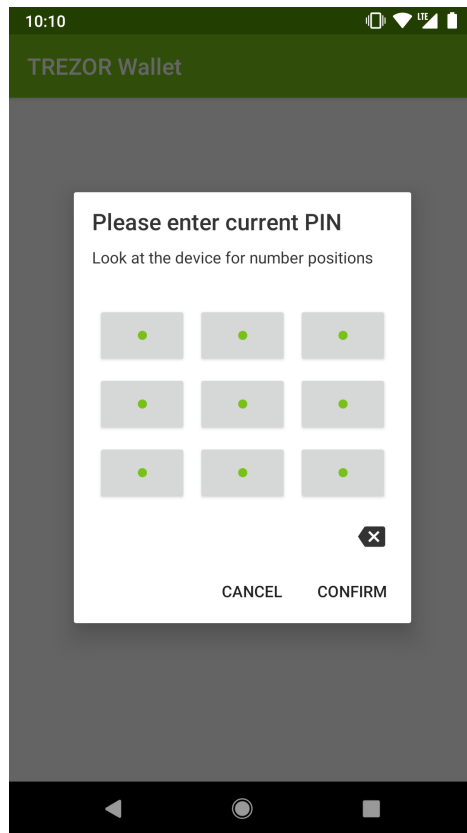 10:10
LTE
TREZOR Wallet
Please enter current PIN
Look at the device for number positions
CANCEL CONFIRM